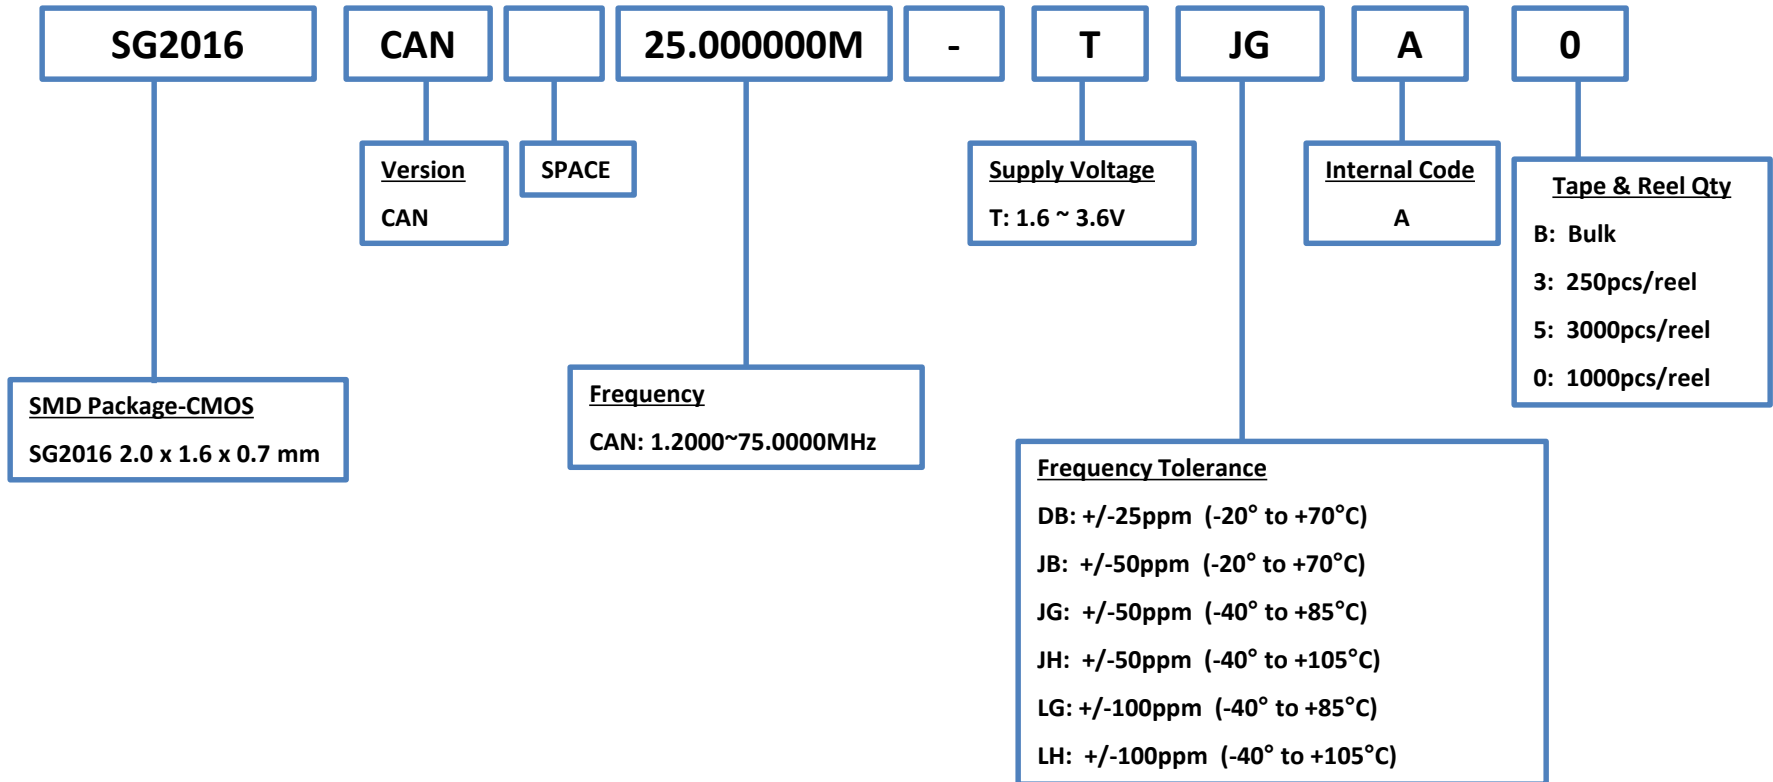 SG2016 CAN 25.000000M - T JG A 0
Version
CAN
SPACE
Supply Voltage
T: 1.6 ~ 3.6V
Internal Code
A
Tape & Reel Qty
B: Bulk
3: 250pcs/reel
5: 3000pcs/reel
0: 1000pcs/reel
SMD Package-CMOS
SG2016 2.0 x 1.6 x 0.7 mm
Frequency
CAN: 1.2000~75.0000MHz
Frequency Tolerance
DB: +/-25ppm (-20° to +70°C)
JB: +/-50ppm (-20° to +70°C)
JG: +/-50ppm (-40° to +85°C)
JH: +/-50ppm (-40° to +105°C)
LG: +/-100ppm (-40° to +85°C)
LH: +/-100ppm (-40° to +105°C)